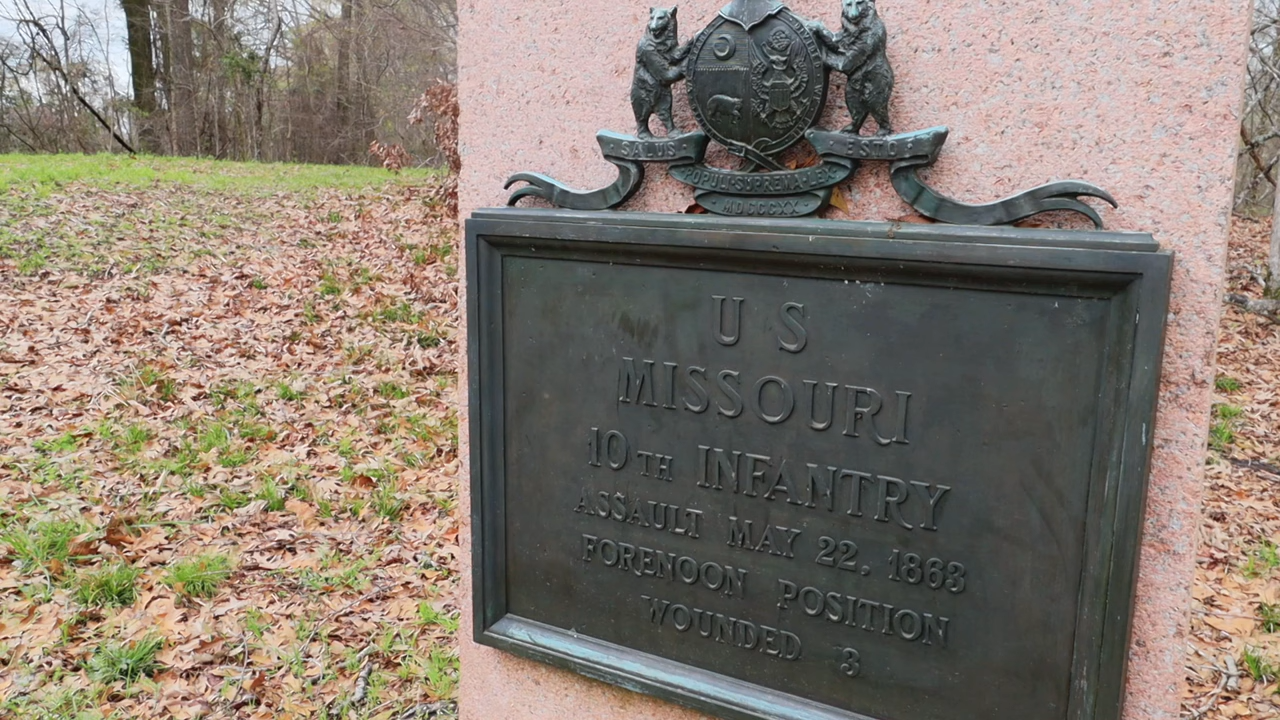 SALUS ESTO
POPULI SUPREMA LEX
MDCCCXX
U S
MISSOURI
10TH INFANTRY
ASSAULT MAY 22, 1863
FORENOON POSITION
WOUNDED 3